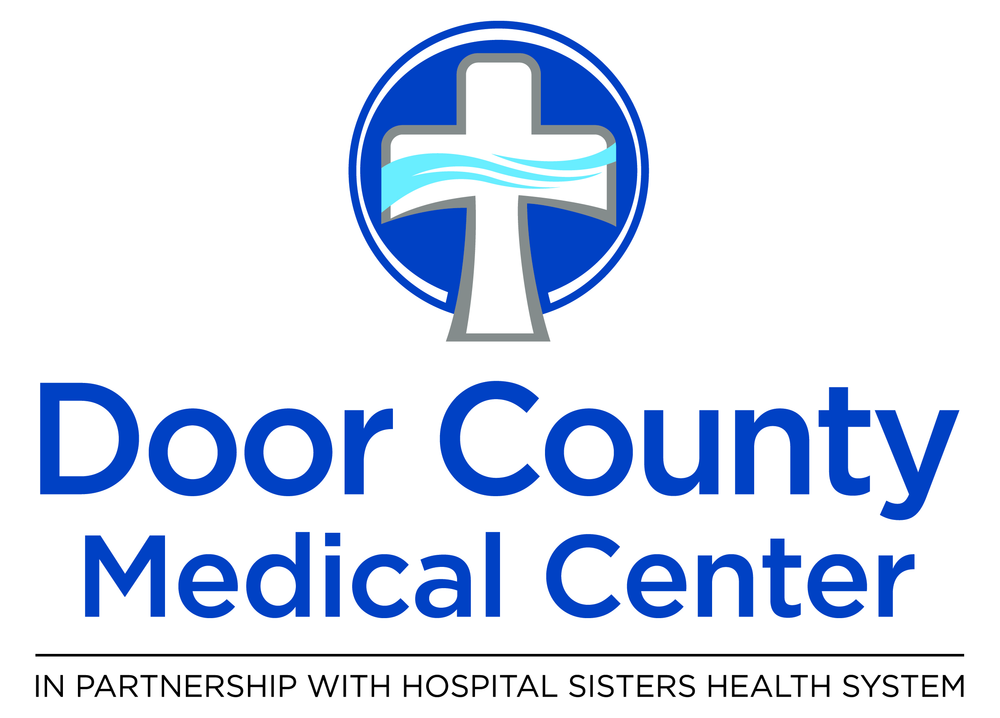 Door County
Medical Center
IN PARTNERSHIP WITH HOSPITAL SISTERS HEALTH SYSTEM